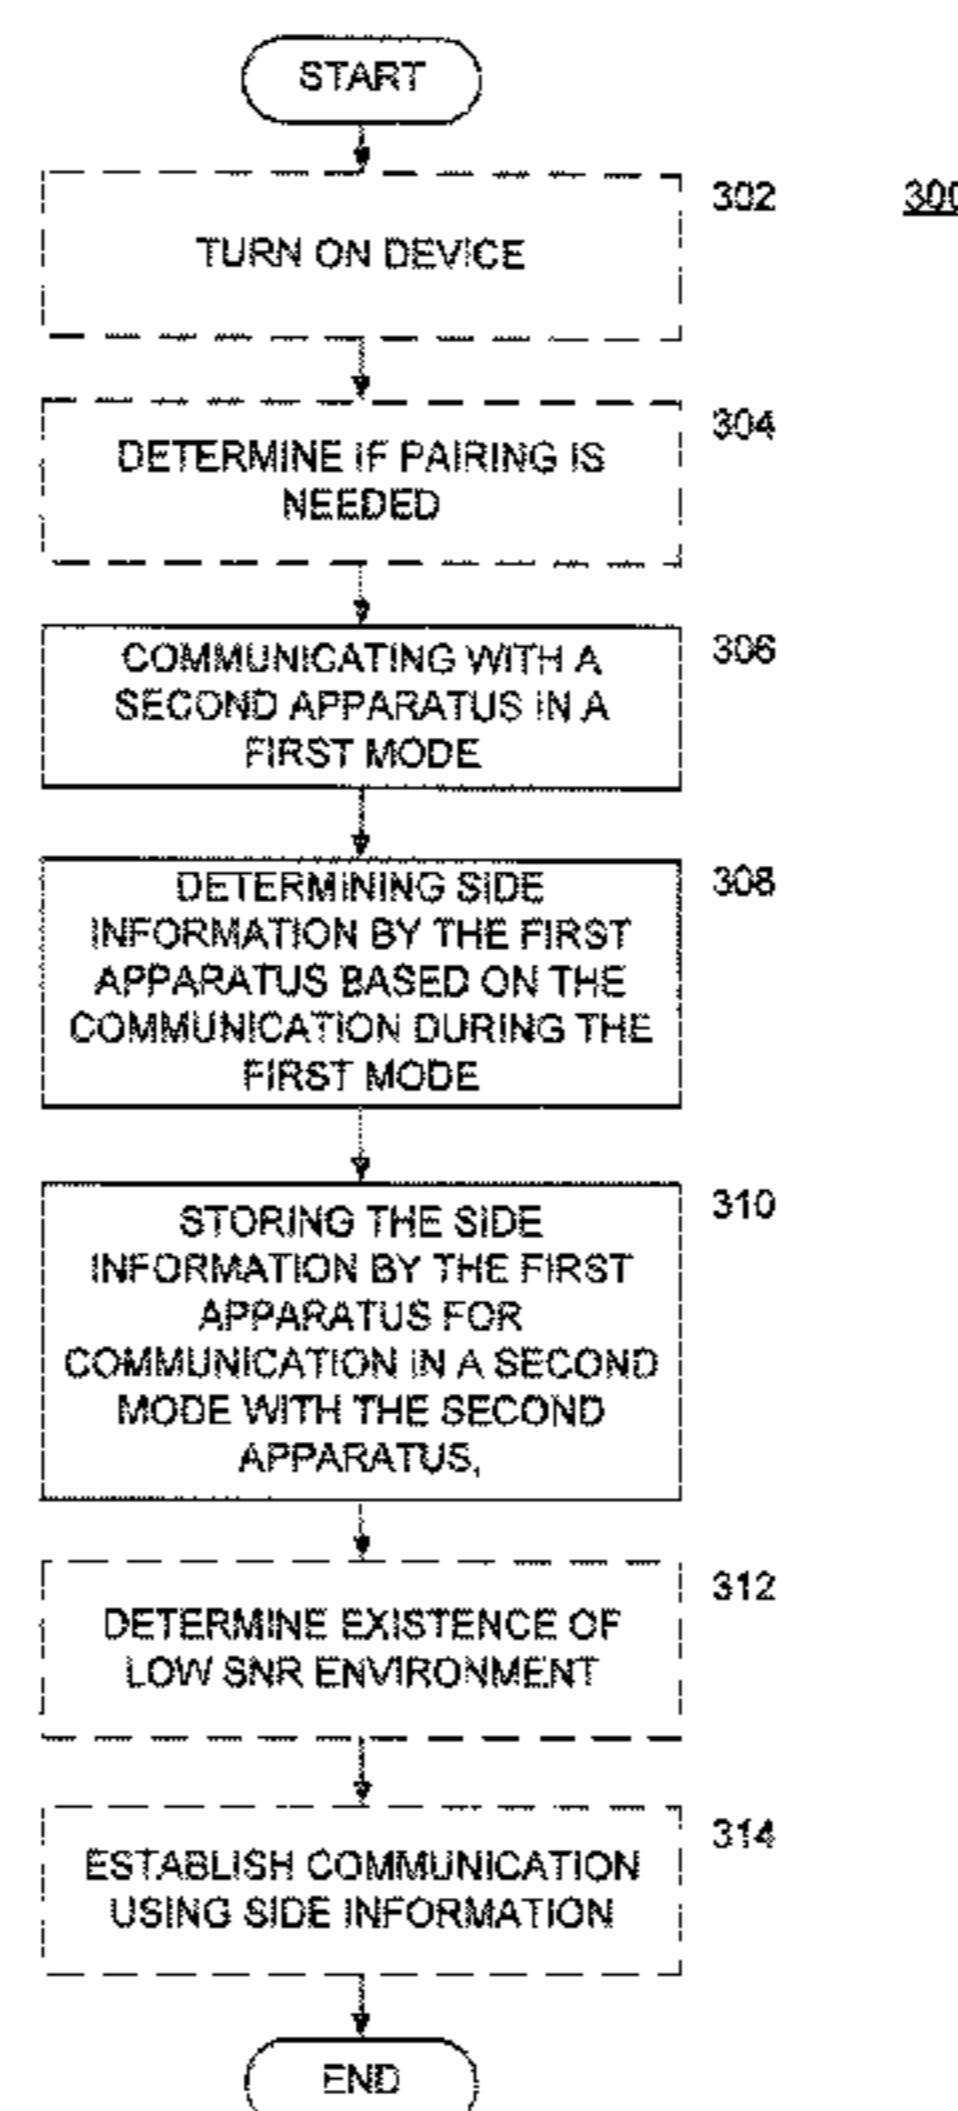 START
302
300
TURN ON DEVICE
304
DETERMINE IF PAIRING IS
NEEDED
306
COMMUNICATING WITH A
SECOND APPARATUS IN A
FIRST MODE
308
DETERMINING SIDE
INFORMATION BY THE FIRST
APPARATUS BASED ON THE
COMMUNICATION DURING THE
FIRST MODE
310
STORING THE SIDE
INFORMATION BY THE FIRST
APPARATUS FOR
COMMUNICATION IN A SECOND
MODE WITH THE SECOND
APPARATUS,
312
DETERMINE EXISTENCE OF
LOW SNR ENVIRONMENT
314
ESTABLISH COMMUNICATION
USING SIDE INFORMATION
END